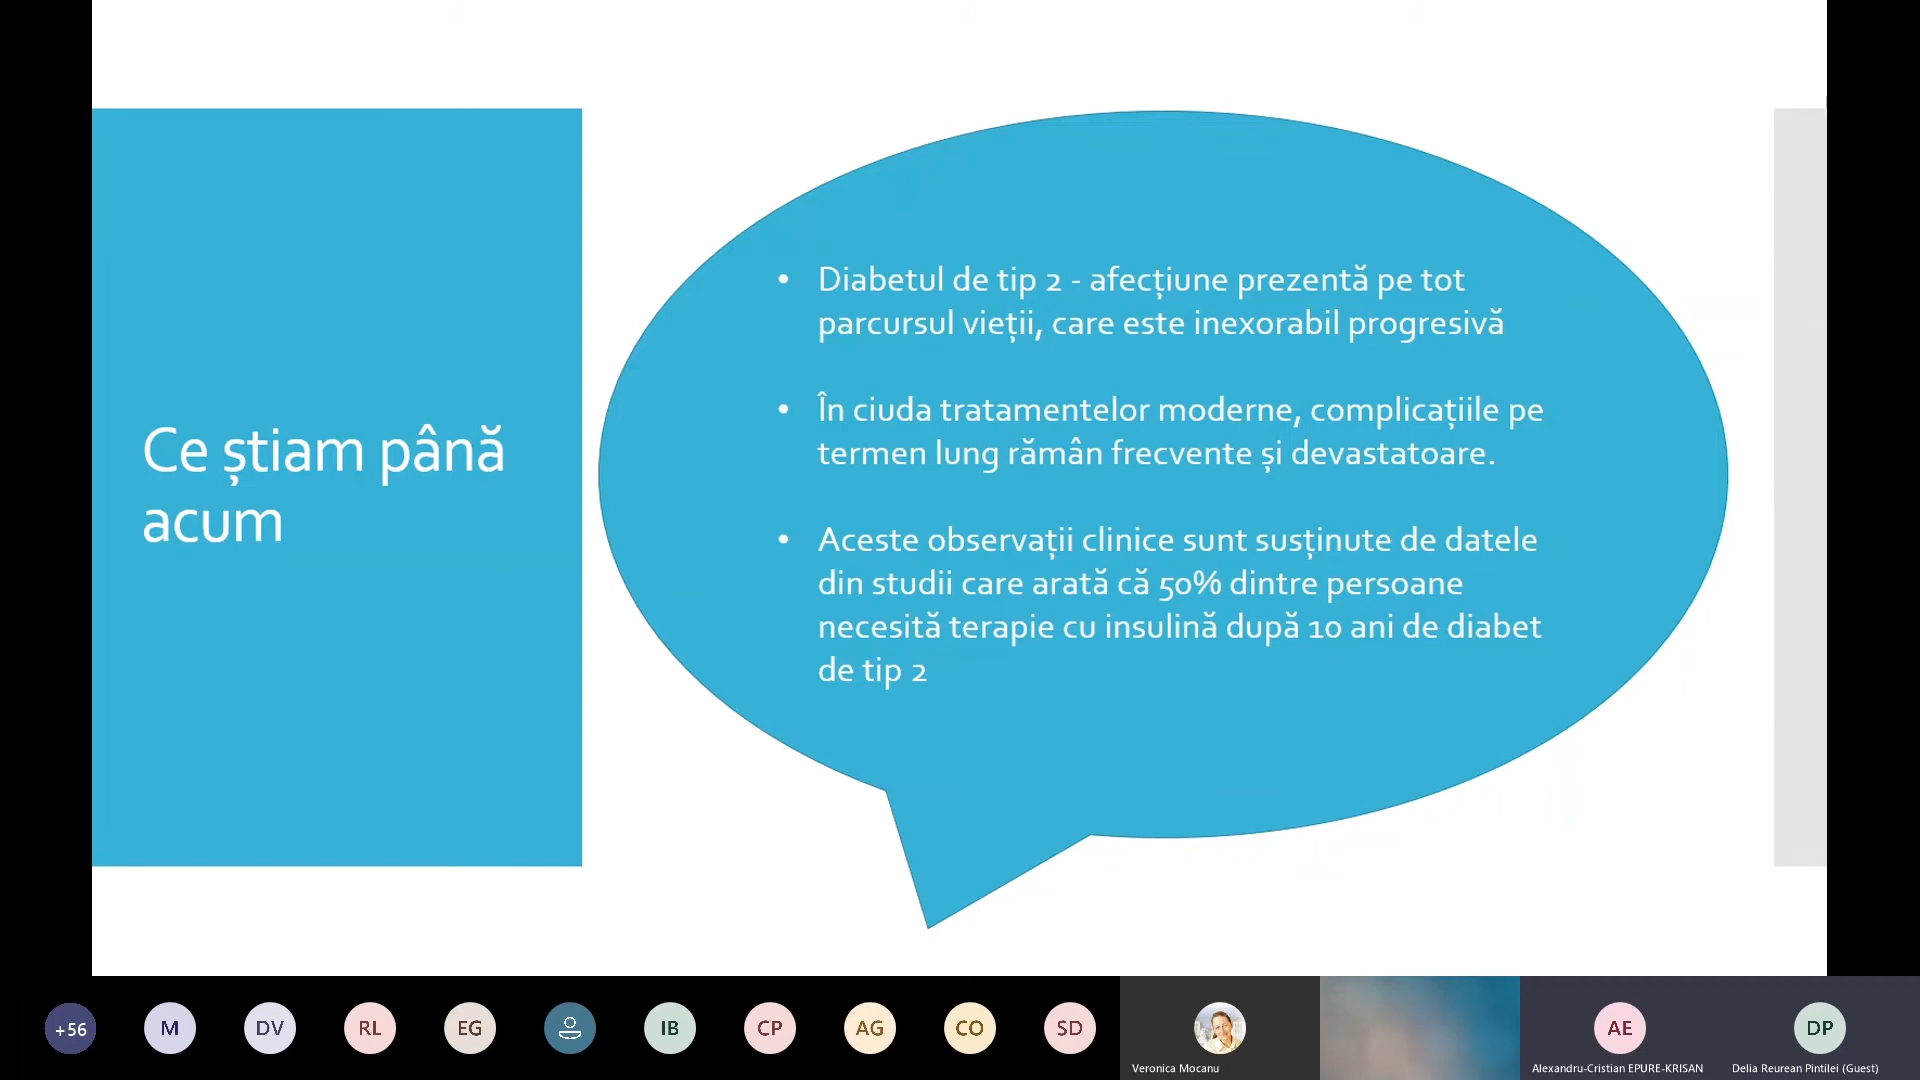 Ce știam până
acum
• Diabetul de tip 2 - afecțiune prezentă pe tot
parcursul vieții, care este inexorabil progresivă
• În ciuda tratamentelor moderne, complicațiile pe
termen lung rămân frecvente și devastatoare.
• Aceste observații clinice sunt susținute de datele
din studii care arată că 50% dintre persoane
necesită terapie cu insulină după 10 ani de diabet
de tip 2
+56
M
DV
RL
EG
IB
CP
AG
CO
SD
Veronica Mocanu
AE
Alexandru-Cristian EPURE-KRISAN
DP
Delia Reurean Pintilei (Guest)